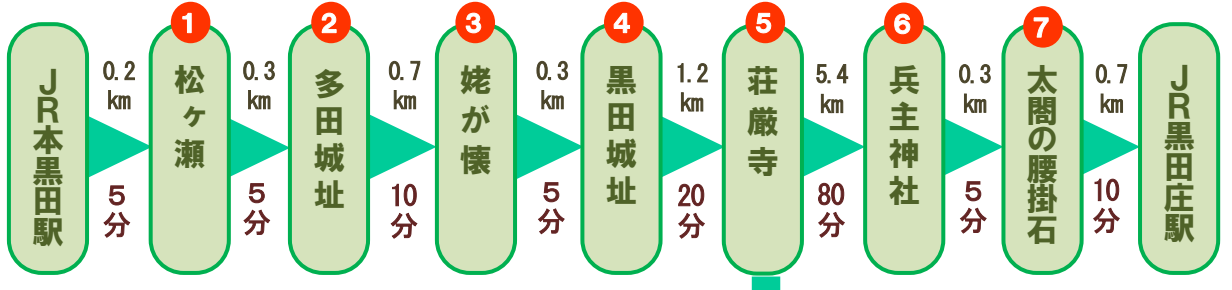 JR本黒田駅
0.2
km
5
分
1
松ヶ瀬
0.3
km
5
分
2
多田城址
0.7
km
10
分
3
姥が懐
0.3
km
5
分
4
黒田城址
1.2
km
20
分
5
荘厳寺
5.4
km
80
分
6
兵主神社
0.3
km
5
分
7
太閤の腰掛石
0.7
km
10
分
JR黒田庄駅